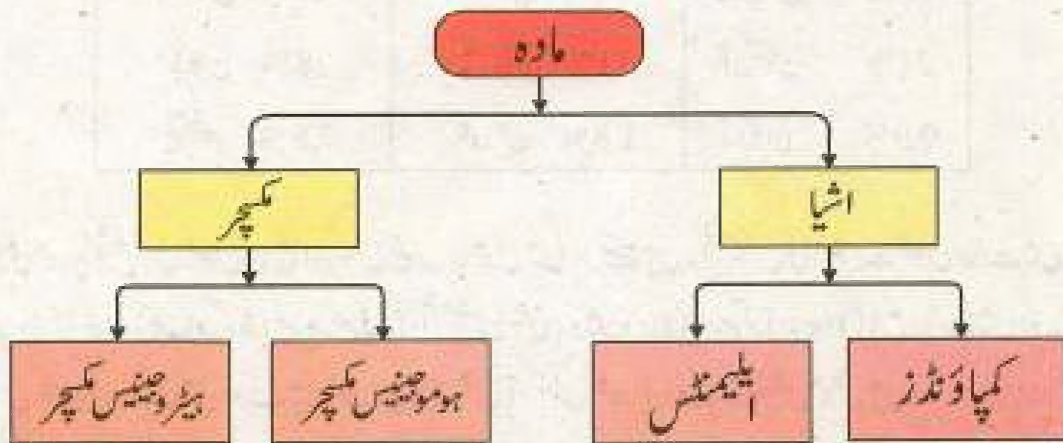 مادہ
اشیا
مکسچر
کمپاؤنڈز
ایلیمنٹس
ہوموجینیس مکسچر
ہیٹروجینیس مکسچر